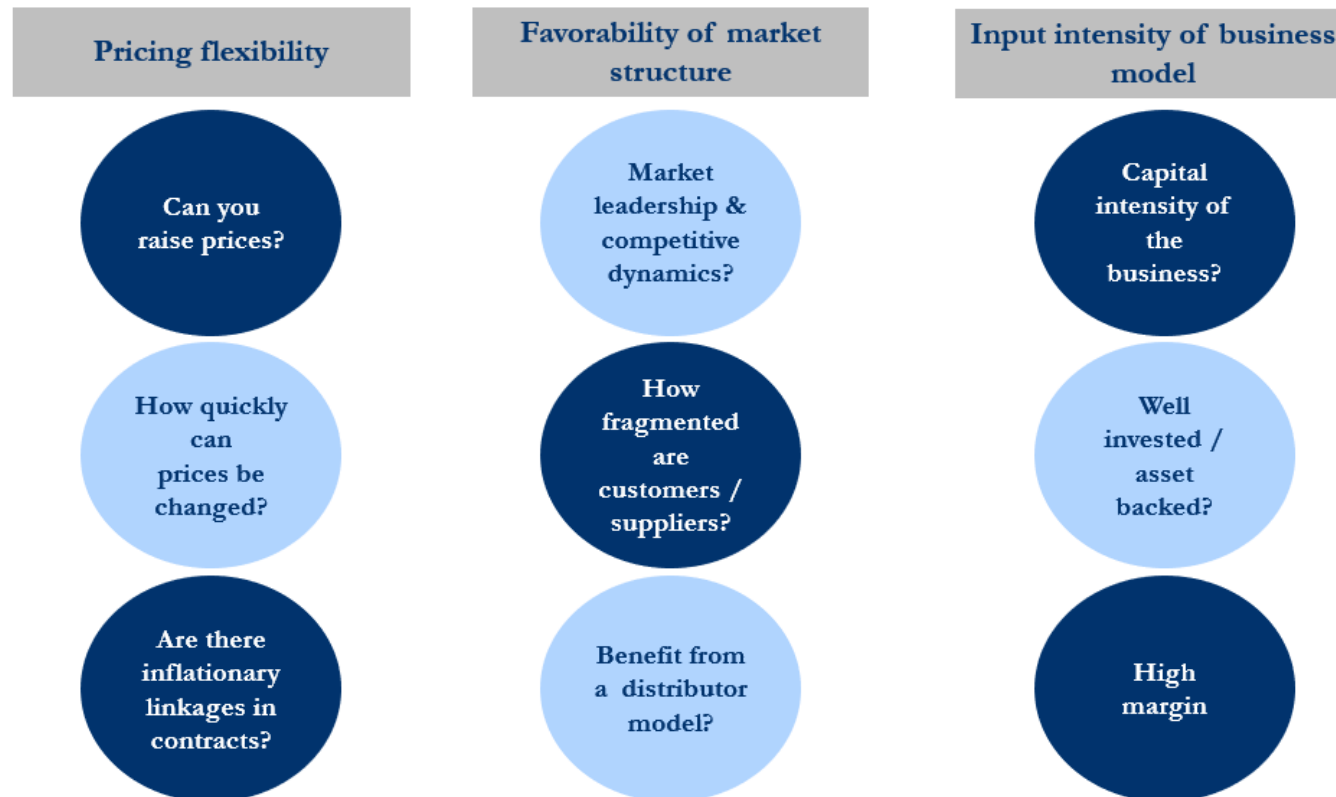 Pricing flexibility
Can you
raise prices?
How quickly
can
prices be
changed?
Are there
inflationary
linkages in
contracts?
Favorability of market
structure
Market
leadership &
competitive
dynamics?
How
fragmented
are
customers /
suppliers?
Benefit from
a distributor
model?
Input intensity of business
model
Capital
intensity of
the
business?
Well
invested /
asset
backed?
High
margin